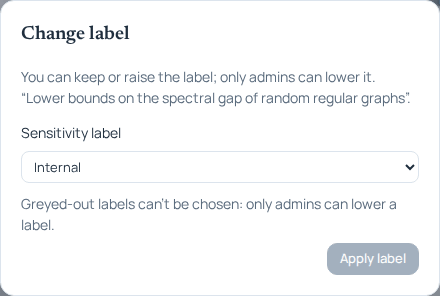 Change label
You can keep or raise the label; only admins can lower it.
“Lower bounds on the spectral gap of random regular graphs”.
Sensitivity label
Internal
Greyed-out labels can't be chosen: only admins can lower a
label.
Apply label